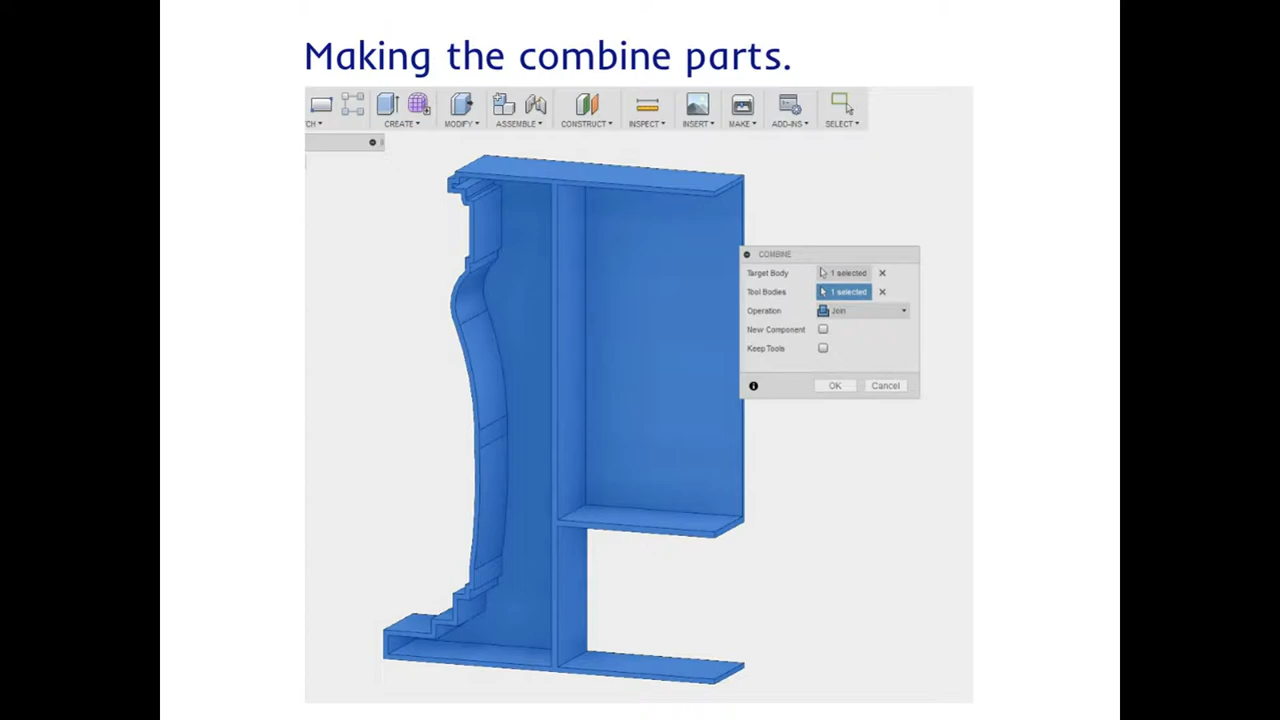 Making the combine parts.
CH▾ CREATE▾ MODIFY▾ ASSEMBLE▾ CONSTRUCT▾ INSPECT▾ INSERT▾ MAKE▾ ADD-INS▾ SELECT▾
COMBINE
Target Body 1 selected
Tool Bodies 1 selected
Operation Join
New Component
Keep Tools
OK Cancel